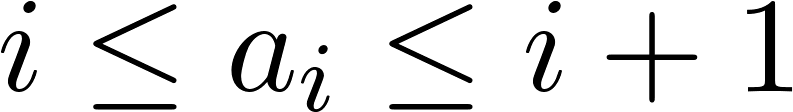 i ≤ a_i ≤ i + 1